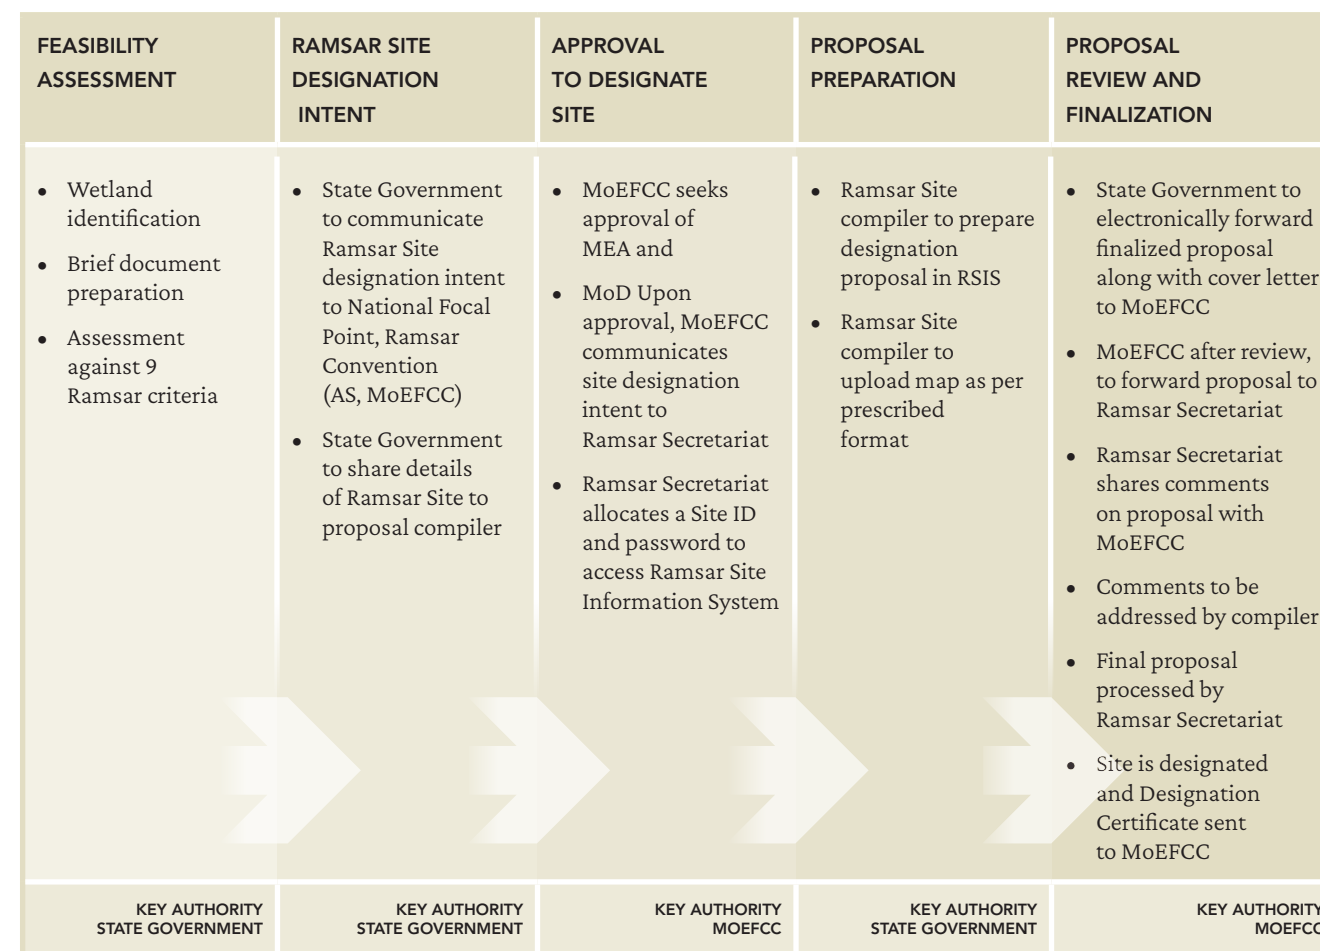 FEASIBILITY
ASSESSMENT
RAMSAR SITE
DESIGNATION
INTENT
APPROVAL
TO DESIGNATE
SITE
PROPOSAL
PREPARATION
PROPOSAL
REVIEW AND
FINALIZATION
• Wetland
identification
• Brief document
preparation
• Assessment
against 9
Ramsar criteria
• State Government
to communicate
Ramsar Site
designation intent
to National Focal
Point, Ramsar
Convention
(AS, MoEFCC)
• State Government
to share details
of Ramsar Site to
proposal compiler
• MoEFCC seeks
approval of
MEA and
• MoD Upon
approval, MoEFCC
communicates
site designation
intent to
Ramsar Secretariat
• Ramsar Secretariat
allocates a Site ID
and password to
access Ramsar Site
Information System
• Ramsar Site
compiler to prepare
designation
proposal in RSIS
• Ramsar Site
compiler to
upload map as per
prescribed
format
• State Government to
electronically forward
finalized proposal
along with cover letter
to MoEFCC
• MoEFCC after review,
to forward proposal to
Ramsar Secretariat
• Ramsar Secretariat
shares comments
on proposal with
MoEFCC
• Comments to be
addressed by compiler
• Final proposal
processed by
Ramsar Secretariat
• Site is designated
and Designation
Certificate sent
to MoEFCC
KEY AUTHORITY
STATE GOVERNMENT
KEY AUTHORITY
STATE GOVERNMENT
KEY AUTHORITY
MOEFCC
KEY AUTHORITY
STATE GOVERNMENT
KEY AUTHORITY
MOEFCC